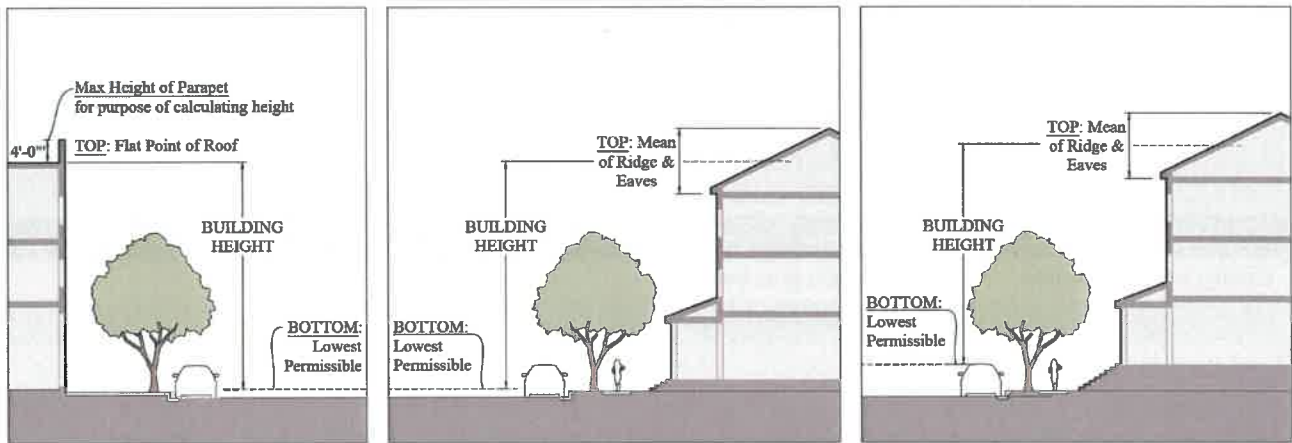 Max Height of Parapet
for purpose of calculating height
4'-0"'
TOP: Flat Point of Roof
BUILDING
HEIGHT
BOTTOM:
Lowest
Permissible
TOP: Mean
of Ridge &
Eaves
BUILDING
HEIGHT
BOTTOM:
Lowest
Permissible
TOP: Mean
of Ridge &
Eaves
BUILDING
HEIGHT
BOTTOM:
Lowest
Permissible